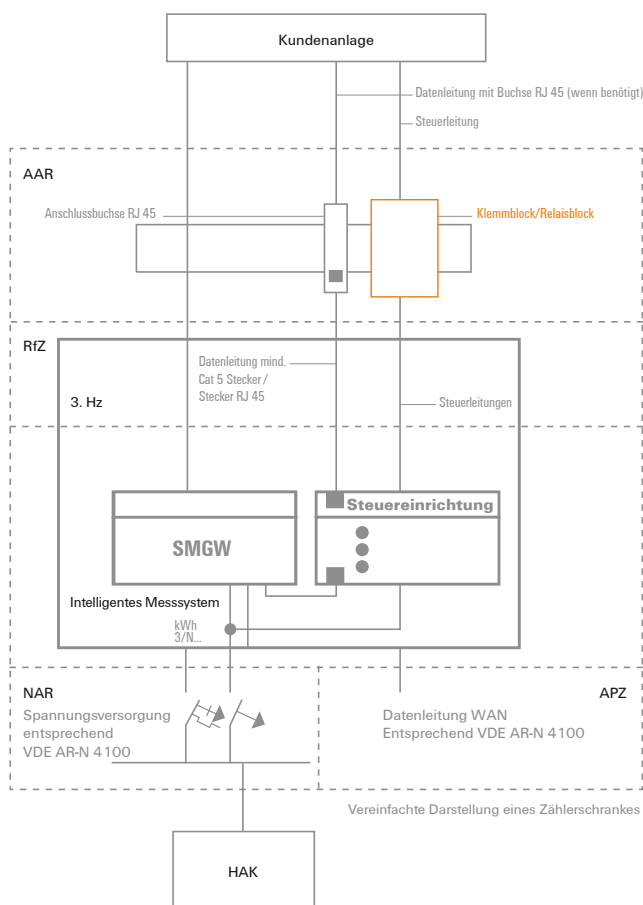 Kundenanlage
Datenleitung mit Buchse RJ 45 (wenn benötigt)
Steuerleitung
AAR
Anschlussbuchse RJ 45
Klemmblock/Relaisblock
RfZ
Datenleitung mind.
Cat 5 Stecker/
Stecker RJ 45
3. Hz
Steuerleitungen
Steuereinrichtung
SMGW
Intelligentes Messsystem
kWh
3/N...
NAR
APZ
Spannungsversorgung
entsprechend
VDE AR-N 4100
Datenleitung WAN
Entsprechend VDE AR-N 4100
Vereinfachte Darstellung eines Zählerschrankes
HAK